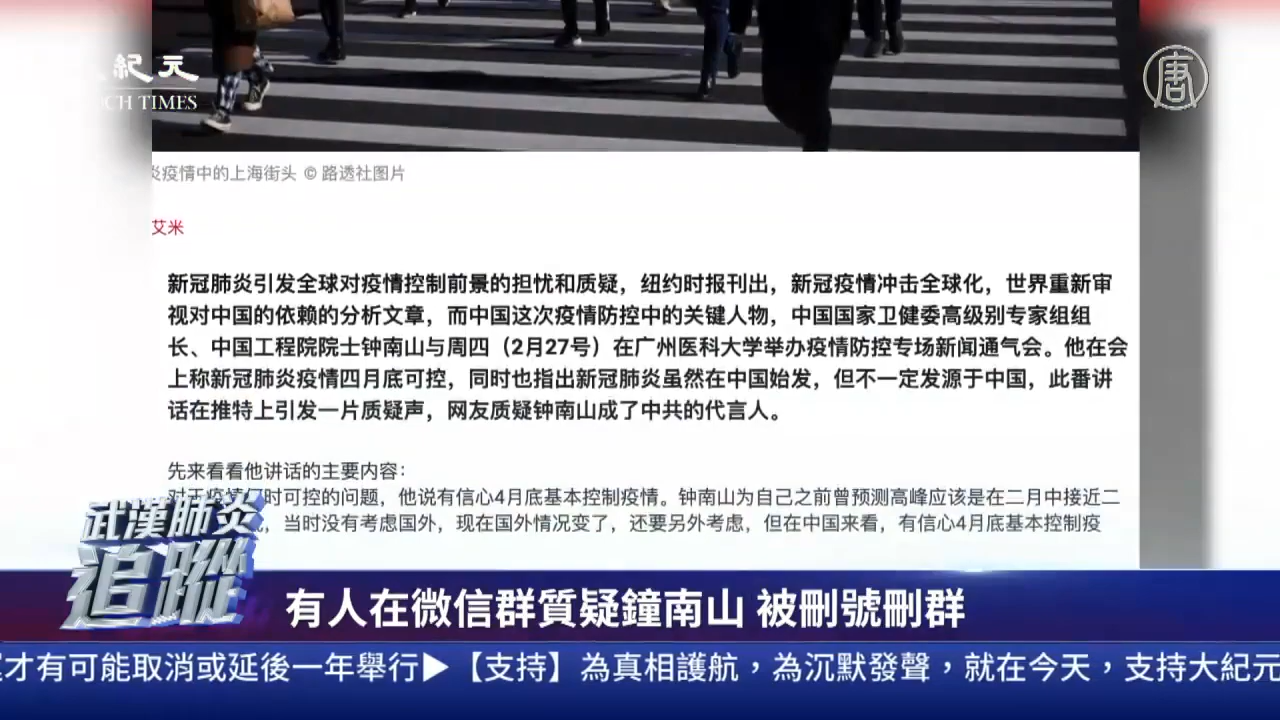 紀元
CH TIMES
唐
疫情中的上海街头 © 路透社图片
艾米
新冠肺炎引发全球对疫情控制前景的担忧和质疑，纽约时报刊出，新冠疫情冲击全球化，世界重新审
视对中国的依赖的分析文章，而中国这次疫情防控中的关键人物，中国国家卫健委高级别专家组组
长、中国工程院院士钟南山与周四（2月27号）在广州医科大学举办疫情防控专场新闻通气会。他在会
上称新冠肺炎疫情四月底可控，同时也指出新冠肺炎虽然在中国始发，但不一定发源于中国，此番讲
话在推特上引发一片质疑声，网友质疑钟南山成了中共的代言人。
先来看看他讲话的主要内容：
时可控的问题，他说有信心4月底基本控制疫情。钟南山为自己之前曾预测高峰应该是在二月中接近二
，当时没有考虑国外，现在国外情况变了，还要另外考虑，但在中国来看，有信心4月底基本控制疫
武漢肺炎
追蹤
有人在微信群質疑鐘南山 被刪號刪群
才有可能取消或延後一年舉行▶【支持】為真相護航，為沉默發聲，就在今天，支持大紀元